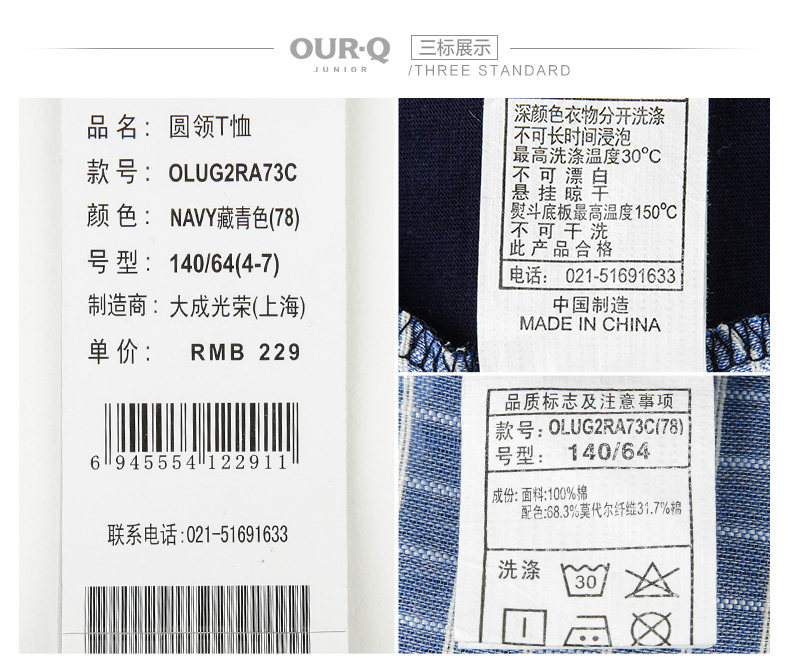 OUR·Q
JUNIOR
三标展示
/THREE STANDARD
品名: 圆领T恤
款号: OLUG2RA73C
颜色: NAVY藏青色(78)
号型: 140/64(4-7)
制造商: 大成光荣(上海)
单价: RMB 229
6 945554 122911
联系电话: 021-51691633
深颜色衣物分开洗涤
不可长时间浸泡
最高洗涤温度30°C
不可漂白
悬挂晾干
熨斗底板最高温度150°C
不可干洗
此产品合格
电话: 021-51691633
中国制造
MADE IN CHINA
品质标志及注意事项
款号: OLUG2RA73C(78)
号型: 140/64
成份: 面料:100%棉
配色:68.3%莫代尔纤维31.7%棉
洗涤
30